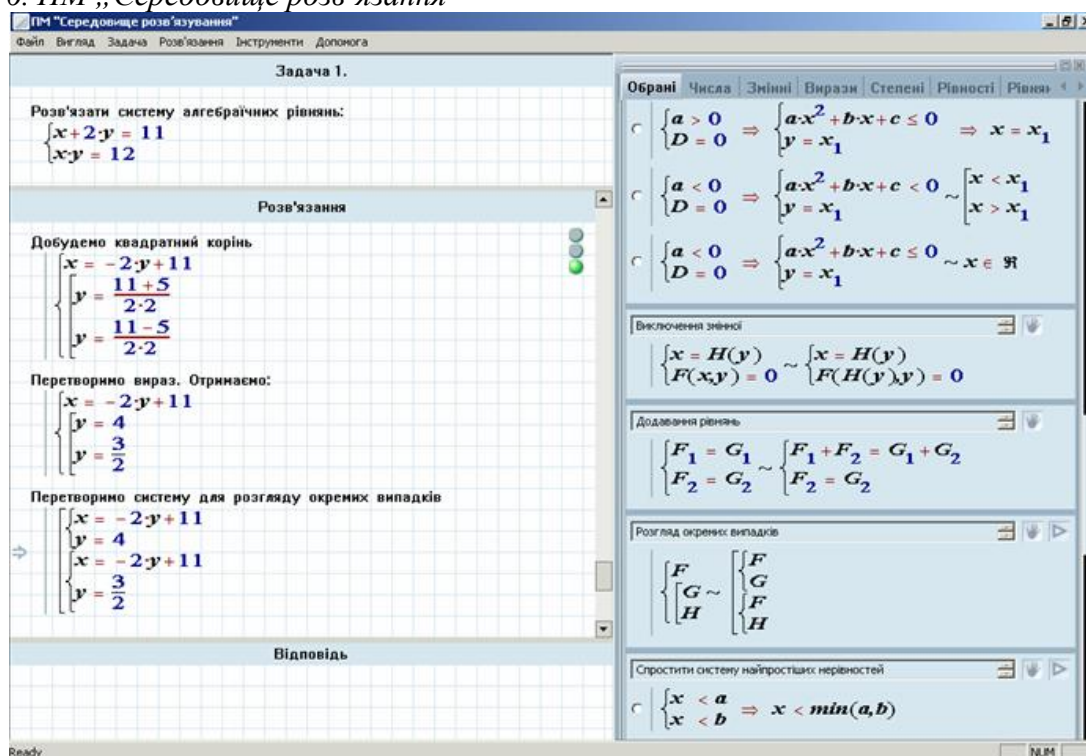 ПМ "Середовище розв'язування"
Файл Вигляд Задача Розв'язання Інструменти Допомога
Задача 1.
Розв'язати систему алгебраїчних рівнянь:
x+2·y = 11
x·y = 12
Розв'язання
Добудемо квадратний корінь
x = −2·y+11
y = (11+5)/(2·2)
y = (11−5)/(2·2)
Перетворимо вираз. Отримаємо:
x = −2·y+11
y = 4
y = 3/2
Перетворимо систему для розгляду окремих випадків
x = −2·y+11
y = 4
x = −2·y+11
y = 3/2
Відповідь
Обрані Числа Змінні Вирази Степені Рівності
a > 0 D = 0 ⇒ a·x²+b·x+c ≤ 0 y = x₁ ⇒ x = x₁
a < 0 D = 0 ⇒ a·x²+b·x+c < 0 y = x₁ ~ x < x₁ x > x₁
a < 0 D = 0 ⇒ a·x²+b·x+c ≤ 0 y = x₁ ~ x ∈ ℜ
Виключення змінної
x = H(y) ~ x = H(y)
F(x,y) = 0 F(H(y),y) = 0
Додавання рівнянь
F₁ = G₁ ~ F₁+F₂ = G₁+G₂
F₂ = G₂ F₂ = G₂
Розгляд окремих випадків
F G H ~ F G F H
Спростити систему найпростіших нерівностей
x < a x < b ⇒ x < min(a,b)
Ready NUM